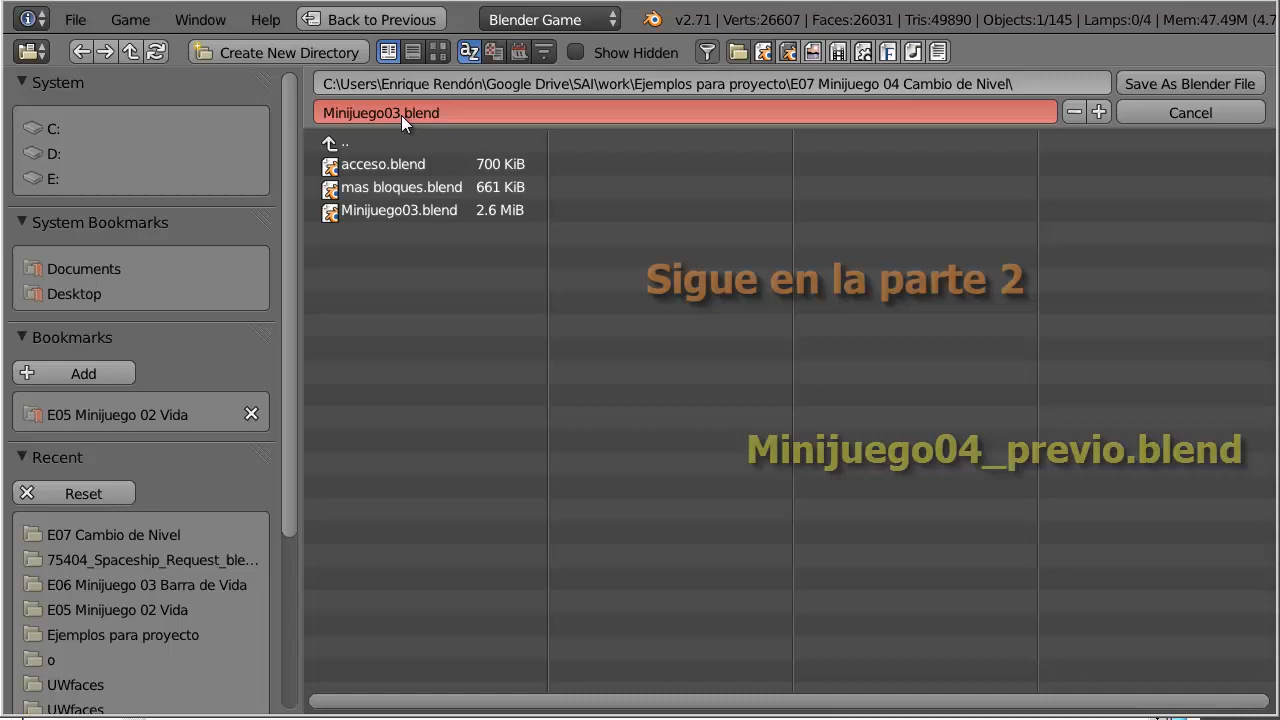 File Game Window Help Back to Previous Blender Game v2.71 | Verts:26607 | Faces:26031 | Tris:49890 | Objects:1/145 | Lamps:0/4 | Mem:47.49M (4.7
Create New Directory Show Hidden
System
C:
D:
E:
System Bookmarks
Documents
Desktop
Bookmarks
Add
E05 Minijuego 02 Vida
Recent
Reset
E07 Cambio de Nivel
75404_Spaceship_Request_ble...
E06 Minijuego 03 Barra de Vida
E05 Minijuego 02 Vida
Ejemplos para proyecto
o
UWfaces
UWfaces
C:\Users\Enrique Rendón\Google Drive\SAI\work\Ejemplos para proyecto\E07 Minijuego 04 Cambio de Nivel\ Save As Blender File
Minijuego03.blend Cancel
..
acceso.blend 700 KiB
mas bloques.blend 661 KiB
Minijuego03.blend 2.6 MiB
Sigue en la parte 2
Minijuego04_previo.blend